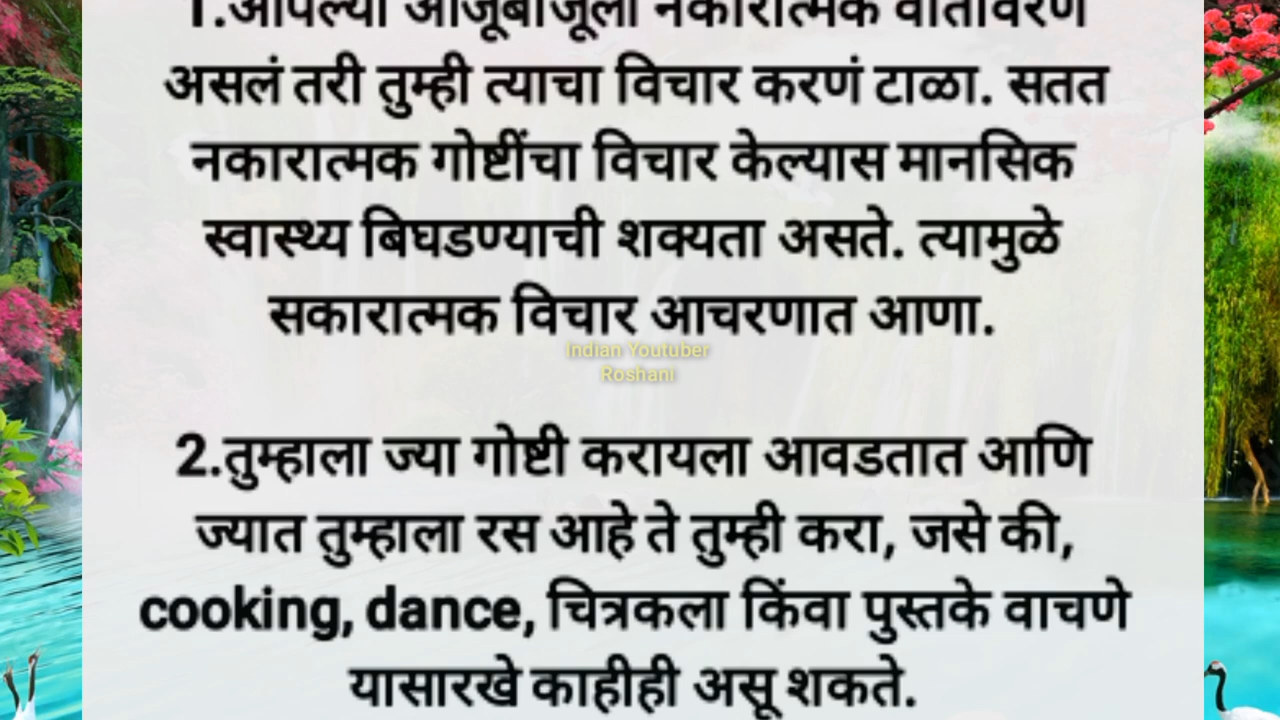 1.आपल्या आजूबाजूला नकारात्मक वातावरण
असलं तरी तुम्ही त्याचा विचार करणं टाळा. सतत
नकारात्मक गोष्टींचा विचार केल्यास मानसिक
स्वास्थ्य बिघडण्याची शक्यता असते. त्यामुळे
सकारात्मक विचार आचरणात आणा.
Indian Youtuber
Roshani
2.तुम्हाला ज्या गोष्टी करायला आवडतात आणि
ज्यात तुम्हाला रस आहे ते तुम्ही करा, जसे की,
cooking, dance, चित्रकला किंवा पुस्तके वाचणे
यासारखे काहीही असू शकते.